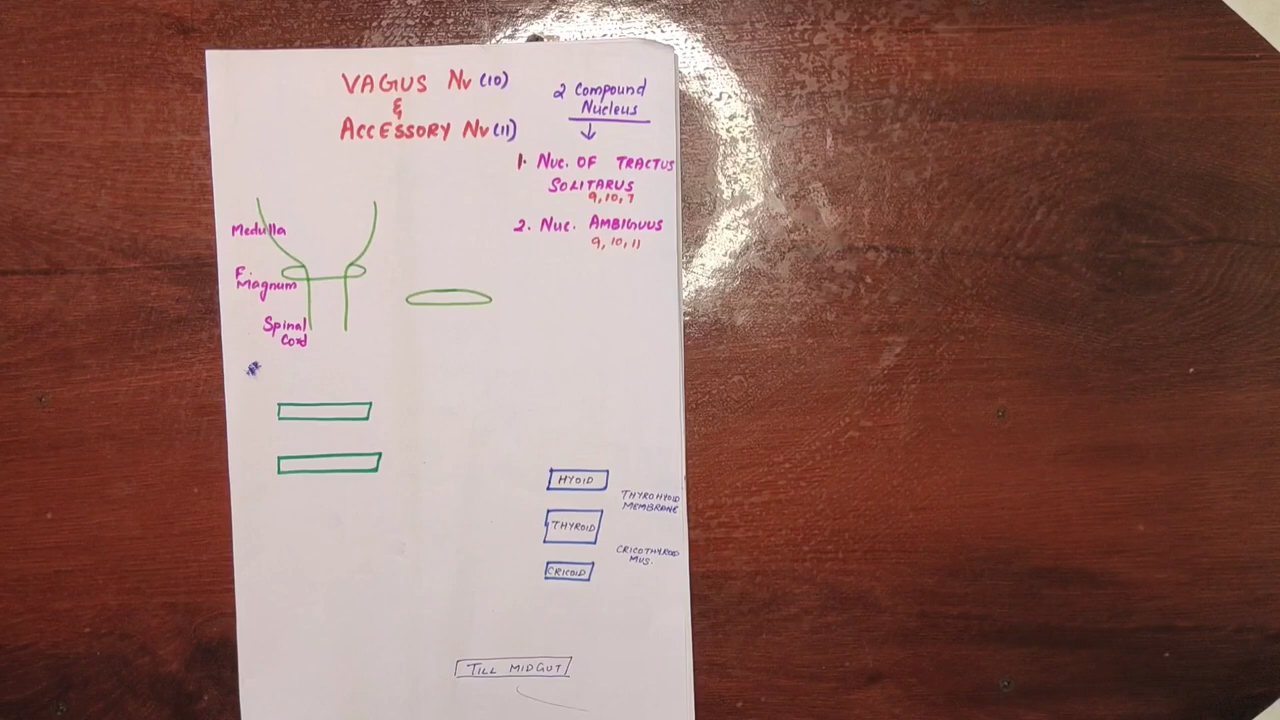 VAGUS Nv (10)
&
ACCESSORY Nv (11)
2 Compound
Nucleus
1. Nuc. OF TRACTUS
SOLITARUS
9, 10, 7
2. Nuc. AMBIGUUS
9, 10, 11
Medulla
F.
Magnum
Spinal
Cord
HYOID
THYROHYOID
MEMBRANE
THYROID
CRICOTHYROID
MUS.
CRICOID
TILL MIDGUT